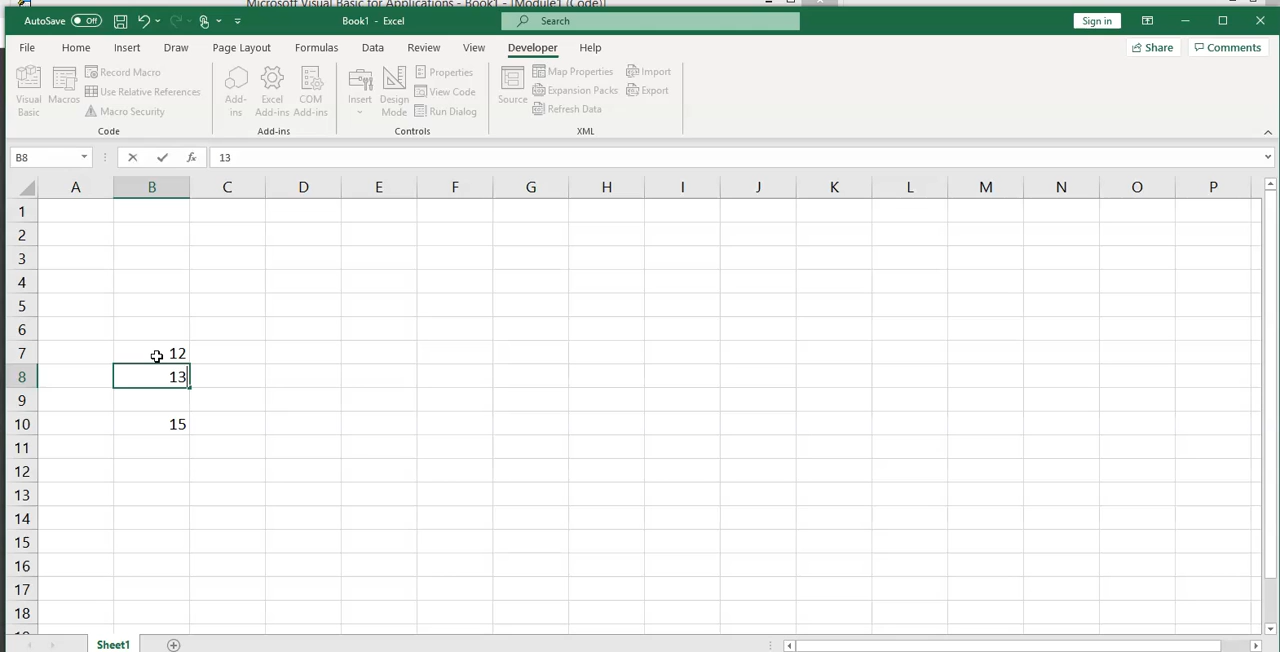 Microsoft Visual Basic for Applications - Book1 - [Module1 (Code)]
AutoSave Off Book1 - Excel Search Sign in
File Home Insert Draw Page Layout Formulas Data Review View Developer Help Share Comments
Visual Basic
Macros
Record Macro
Use Relative References
Macro Security
Code
Add-ins
Excel Add-ins
COM Add-ins
Add-ins
Insert
Design Mode
Properties
View Code
Run Dialog
Controls
Source
Map Properties
Expansion Packs
Refresh Data
Import
Export
XML
B8 fx 13
A B C D E F G H I J K L M N O P
1
2
3
4
5
6
7 12
8 13
9
10 15
11
12
13
14
15
16
17
18
Sheet1